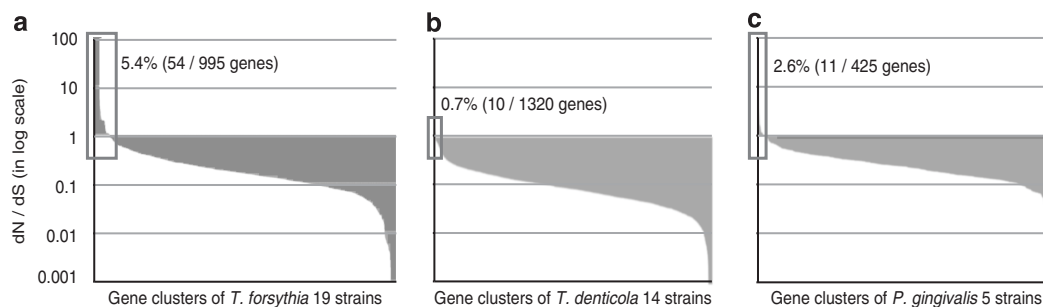 a
b
c
dN / dS (in log scale)
100
10
1
0.1
0.01
0.001
5.4% (54 / 995 genes)
0.7% (10 / 1320 genes)
2.6% (11 / 425 genes)
Gene clusters of T. forsythia 19 strains
Gene clusters of T. denticola 14 strains
Gene clusters of P. gingivalis 5 strains